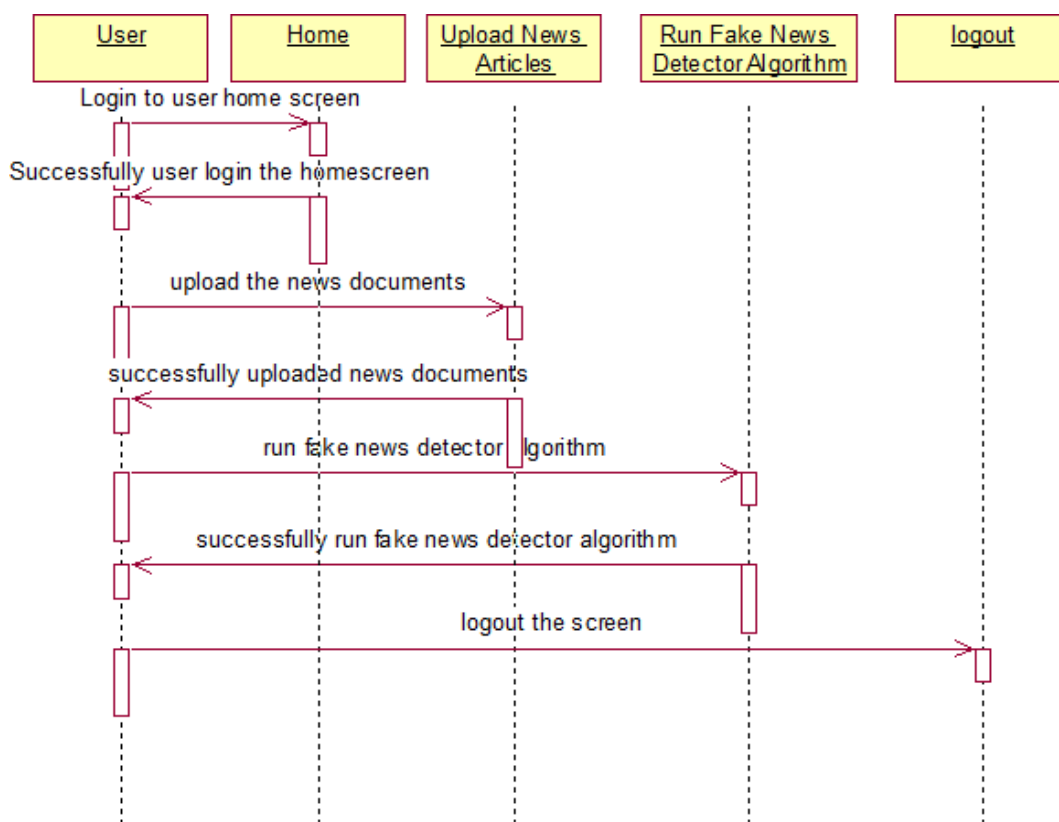 User
Home
Upload News
Articles
Run Fake News
Detector Algorithm
logout
Login to user home screen
Successfully user login the homescreen
upload the news documents
successfully uploaded news documents
run fake news detector algorithm
successfully run fake news detector algorithm
logout the screen